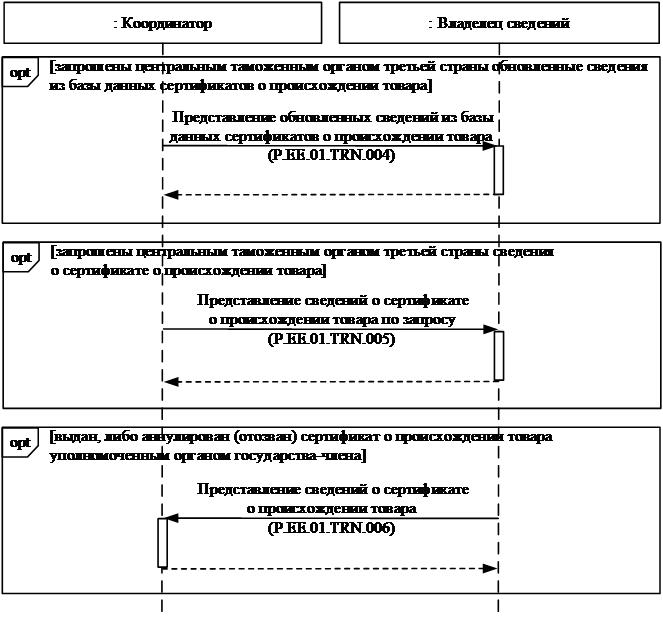 : Координатор
: Владелец сведений
opt
[запрошены центральным таможенным органом третьей страны обновленные сведения
из базы данных сертификатов о происхождении товара]
Представление обновленных сведений из базы
данных сертификатов о происхождении товара
(P.EE.01.TRN.004)
opt
[запрошены центральным таможенным органом третьей страны сведения
о сертификате о происхождении товара]
Представление сведений о сертификате
о происхождении товара по запросу
(P.EE.01.TRN.005)
opt
[выдан, либо аннулирован (отозван) сертификат о происхождении товара
уполномоченным органом государства-члена]
Представление сведений о сертификате
о происхождении товара
(P.EE.01.TRN.006)